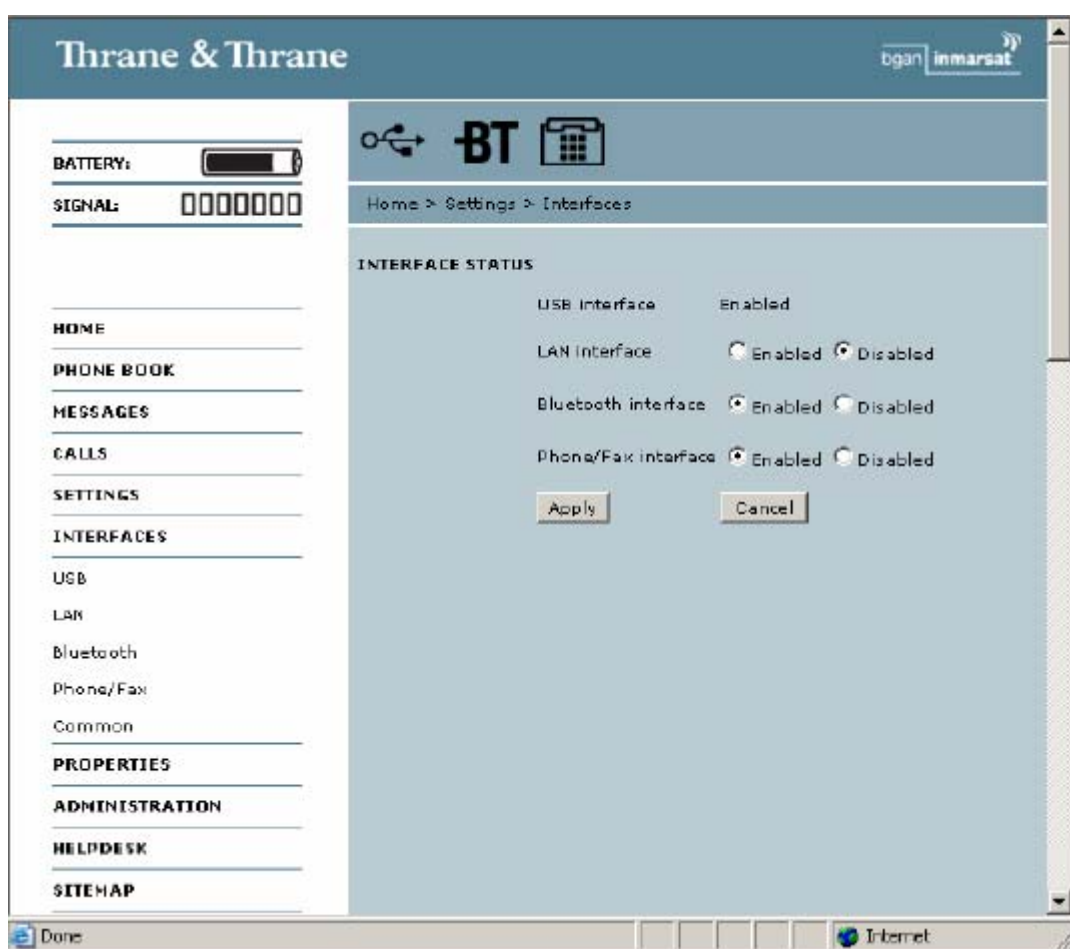 Thrane & Thrane
bgan inmarsat
BATTERY:
SIGNAL:
BT
Home > Settings > Interfaces
INTERFACE STATUS
USB interface Enabled
LAN interface Enabled Disabled
Bluetooth interface Enabled Disabled
Phone/Fax interface Enabled Disabled
Apply Cancel
HOME
PHONE BOOK
MESSAGES
CALLS
SETTINGS
INTERFACES
USB
LAN
Bluetooth
Phone/Fax
Common
PROPERTIES
ADMINISTRATION
HELPDESK
SITEMAP
Done Internet